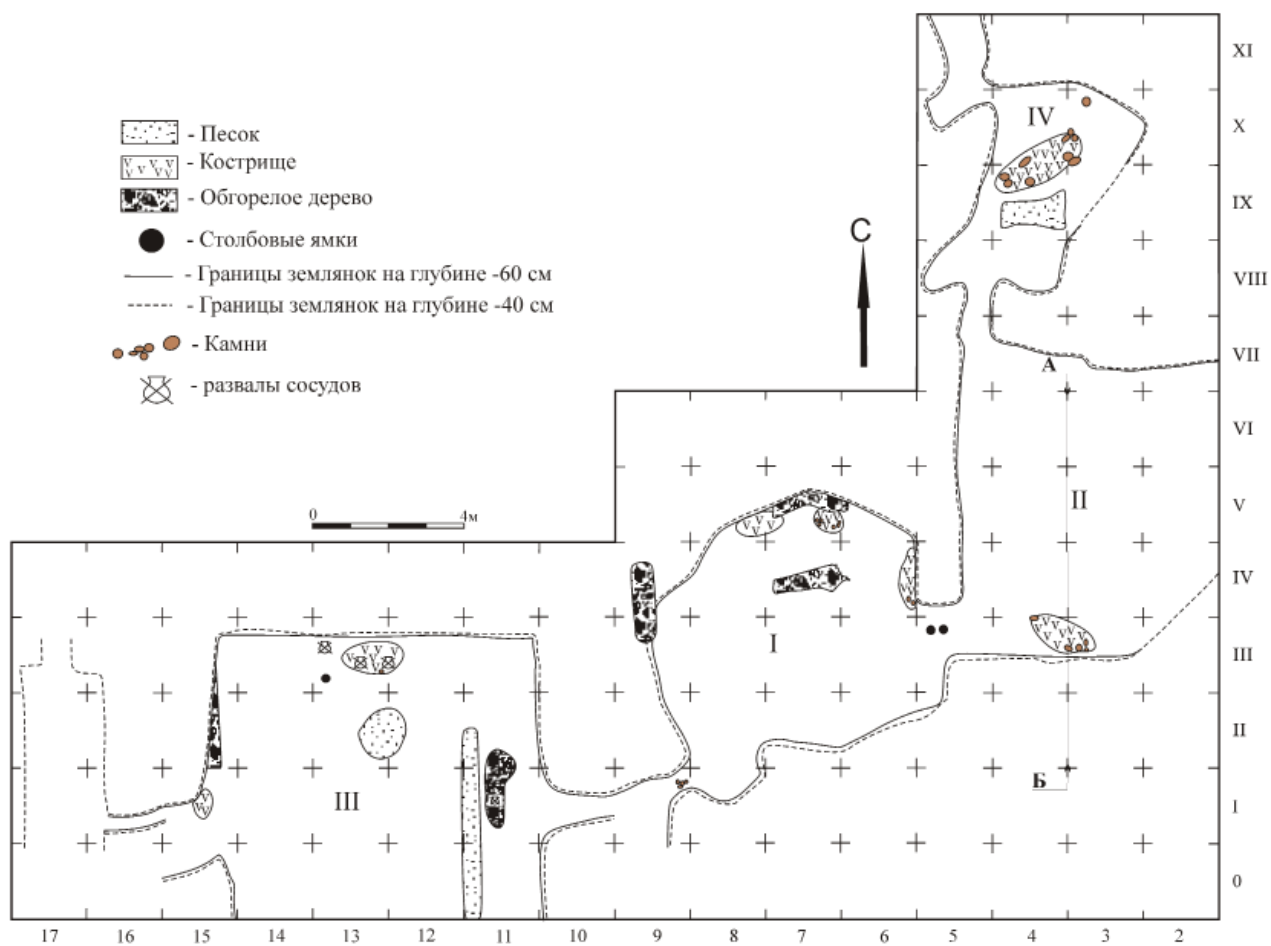 - Песок
- Кострище
- Обгорелое дерево
- Столбовые ямки
- Границы землянок на глубине -60 см
- Границы землянок на глубине -40 см
- Камни
- развалы сосудов
С
0 4м
I
II
III
IV
А
Б
XI
X
IX
VIII
VII
VI
V
IV
III
II
I
0
17 16 15 14 13 12 11 10 9 8 7 6 5 4 3 2